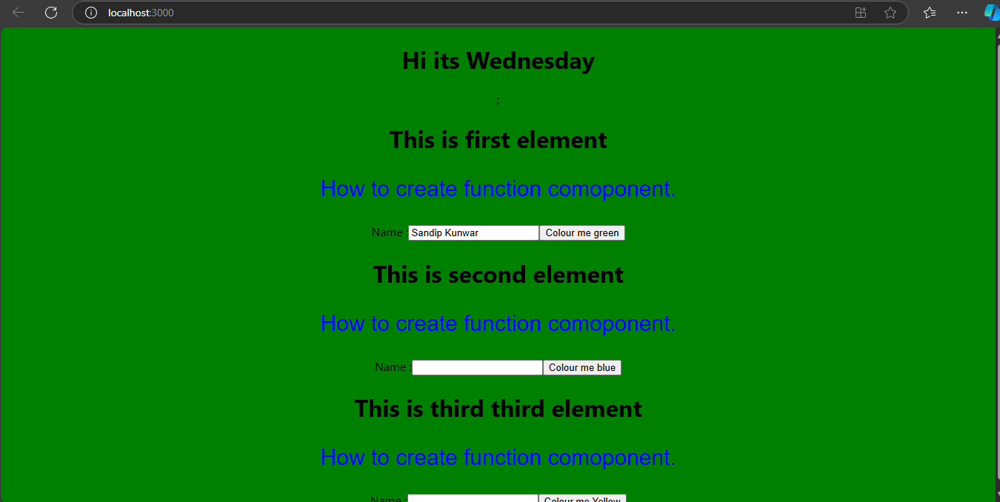 localhost:3000
Hi its Wednesday
;
This is first element
How to create function comoponent.
Name :Sandip Kunwar Colour me green
This is second element
How to create function comoponent.
Name : Colour me blue
This is third third element
How to create function comoponent.
Name : Colour me Yellow